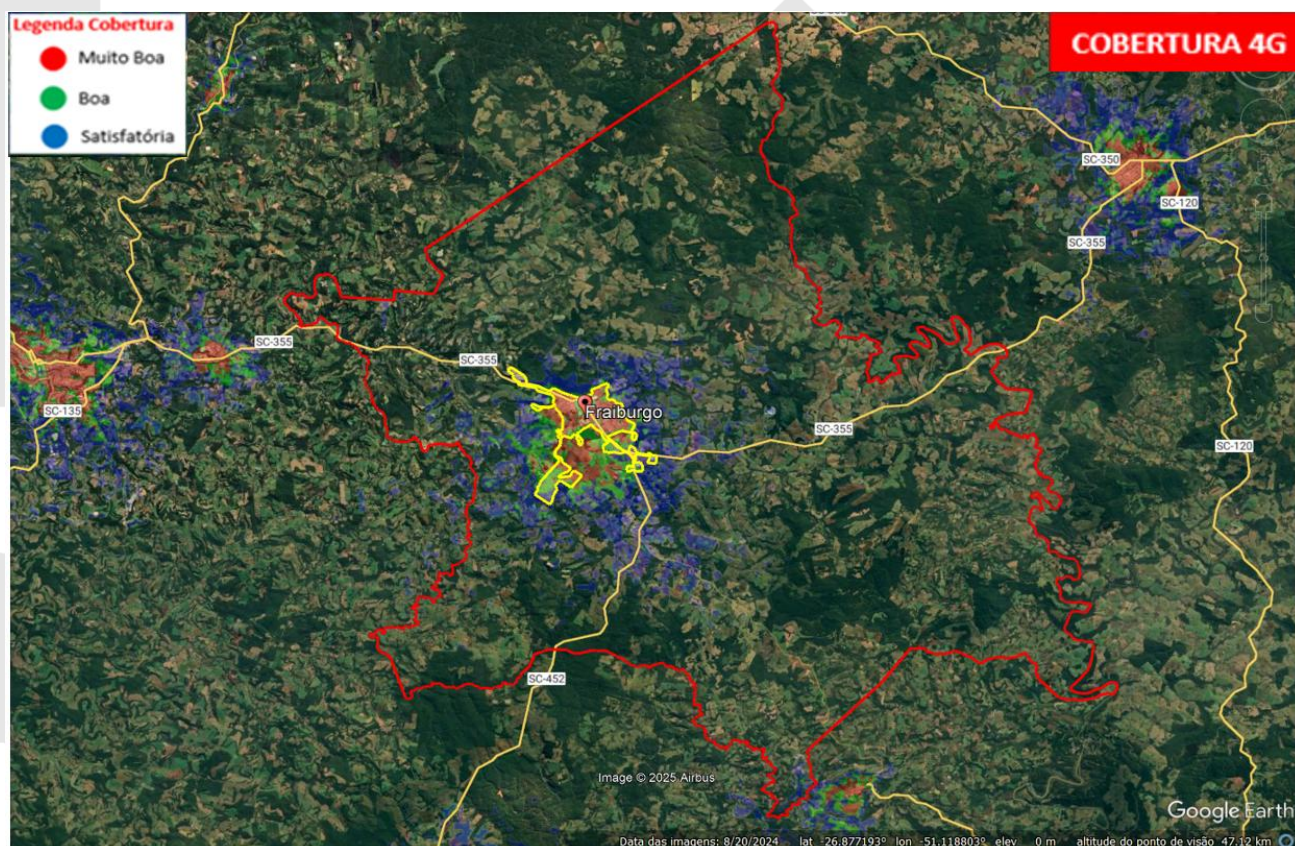 Legenda Cobertura
Muito Boa
Boa
Satisfatória
COBERTURA 4G
SC-350
SC-120
SC-355
SC-355
SC-355
SC-135
Fraiburgo
SC-355
SC-120
SC-452
Image © 2025 Airbus
Google Earth
Data das imagens: 8/20/2024 lat -26.877193° lon -51.118803° elev 0 m altitude do ponto de visão 47.12 km